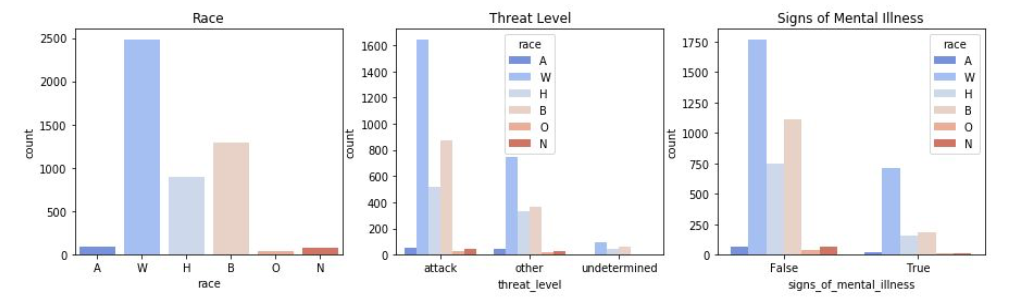 Race
2500
2000
1500
1000
500
0
count
A W H B O N
race
Threat Level
1600
1400
1200
1000
800
600
400
200
0
count
race
A
W
H
B
O
N
attack other undetermined
threat_level
Signs of Mental Illness
1750
1500
1250
1000
750
500
250
0
count
race
A
W
H
B
O
N
False True
signs_of_mental_illness